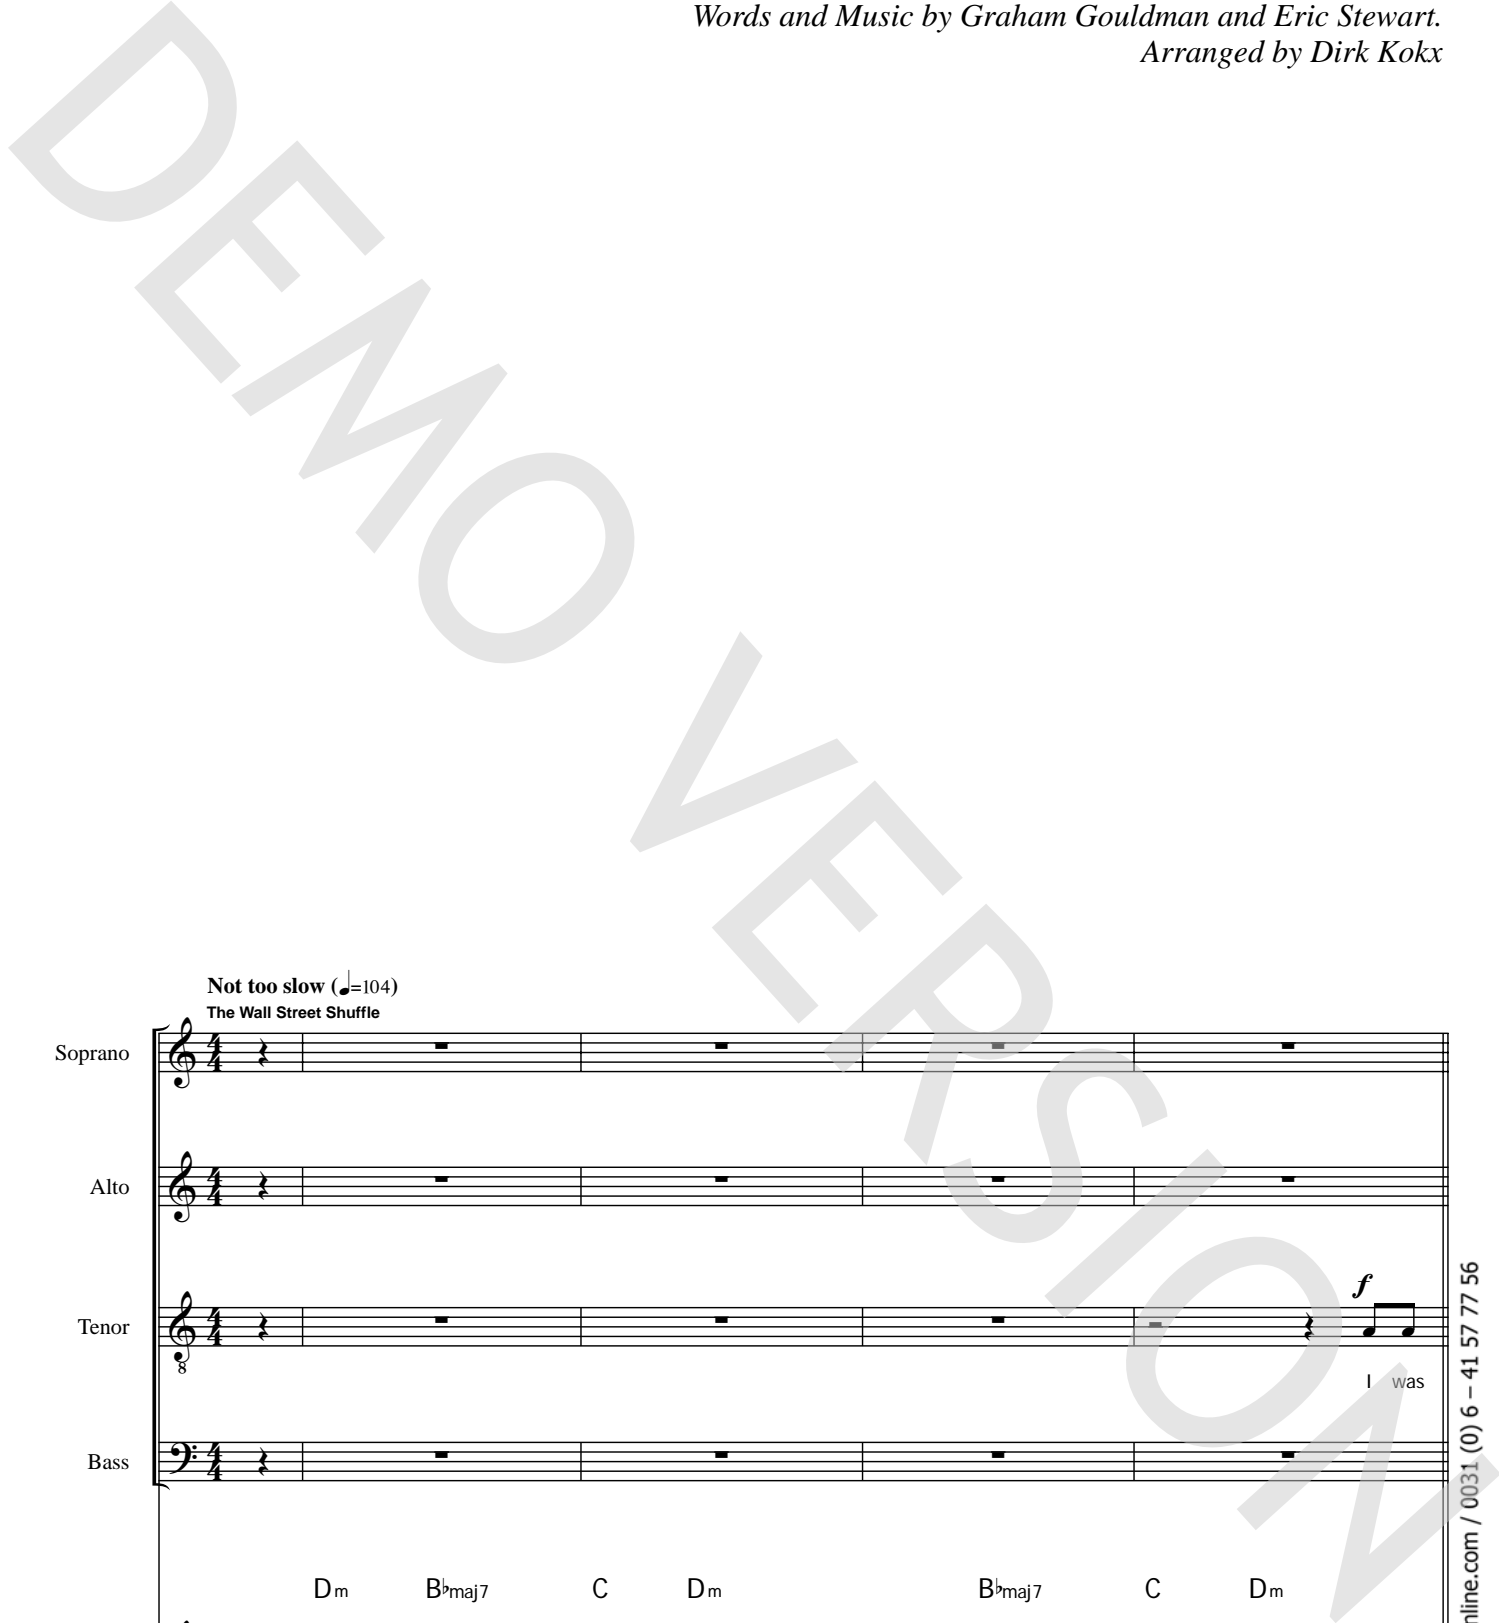 Words and Music by Graham Gouldman and Eric Stewart.
Arranged by Dirk Kokx
DEMO VERSION
Not too slow (♩=104)
The Wall Street Shuffle
Soprano
Alto
Tenor
f
8
I was
Bass
Dm B♭maj7 C Dm B♭maj7 C Dm
nline.com / 0031 (0) 6 – 41 57 77 56